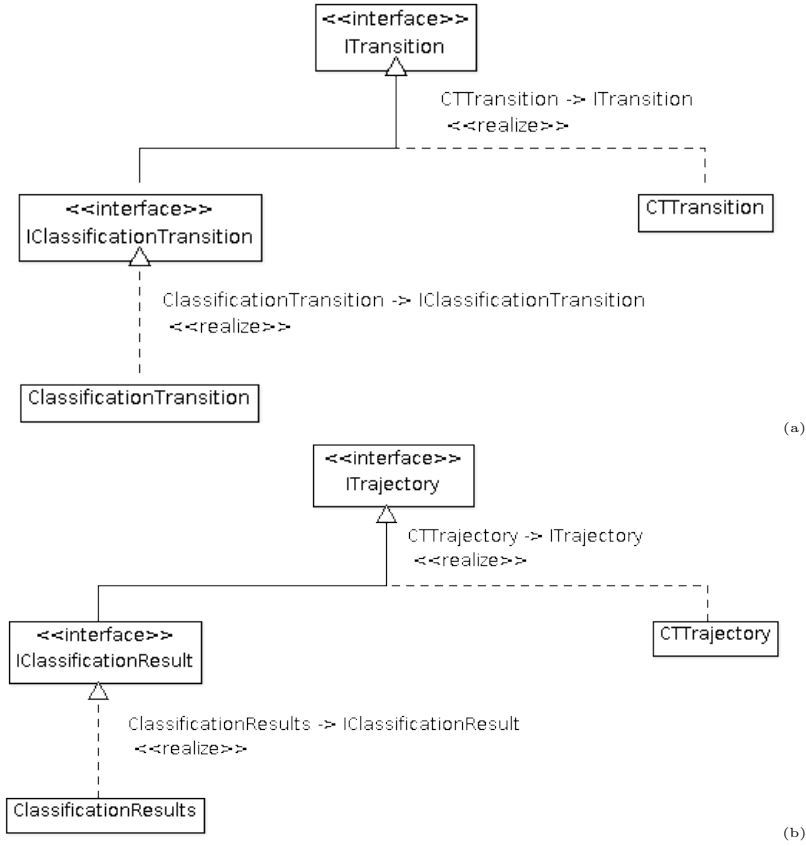 <<interface>>
ITransition
CTTransition -> ITransition
<<realize>>
<<interface>>
IClassificationTransition
CTTransition
ClassificationTransition -> IClassificationTransition
<<realize>>
ClassificationTransition
(a)
<<interface>>
ITrajectory
CTTrajectory -> ITrajectory
<<realize>>
<<interface>>
IClassificationResult
CTTrajectory
ClassificationResults -> IClassificationResult
<<realize>>
ClassificationResults
(b)